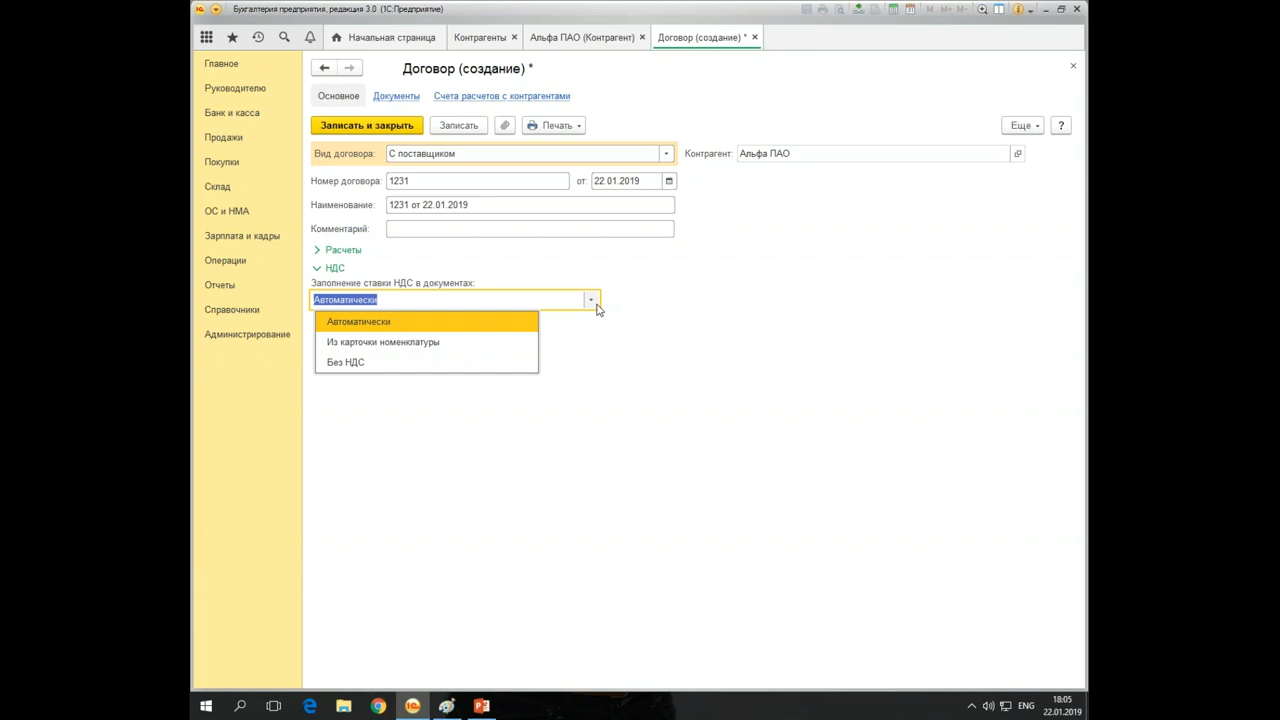 Бухгалтерия предприятия, редакция 3.0 (1С:Предприятие)
M M+ M-
Начальная страница
Контрагенты ×
Альфа ПАО (Контрагент) ×
Договор (создание) * ×
Главное
Руководителю
Банк и касса
Продажи
Покупки
Склад
ОС и НМА
Зарплата и кадры
Операции
Отчеты
Справочники
Администрирование
Договор (создание) *
Основное Документы Счета расчетов с контрагентами
Записать и закрыть Записать Печать Еще ?
Вид договора: С поставщиком Контрагент: Альфа ПАО
Номер договора: 1231 от: 22.01.2019
Наименование: 1231 от 22.01.2019
Комментарий:
Расчеты
НДС
Заполнение ставки НДС в документах:
Автоматически
Автоматически
Из карточки номенклатуры
Без НДС
ENG
18:05
22.01.2019